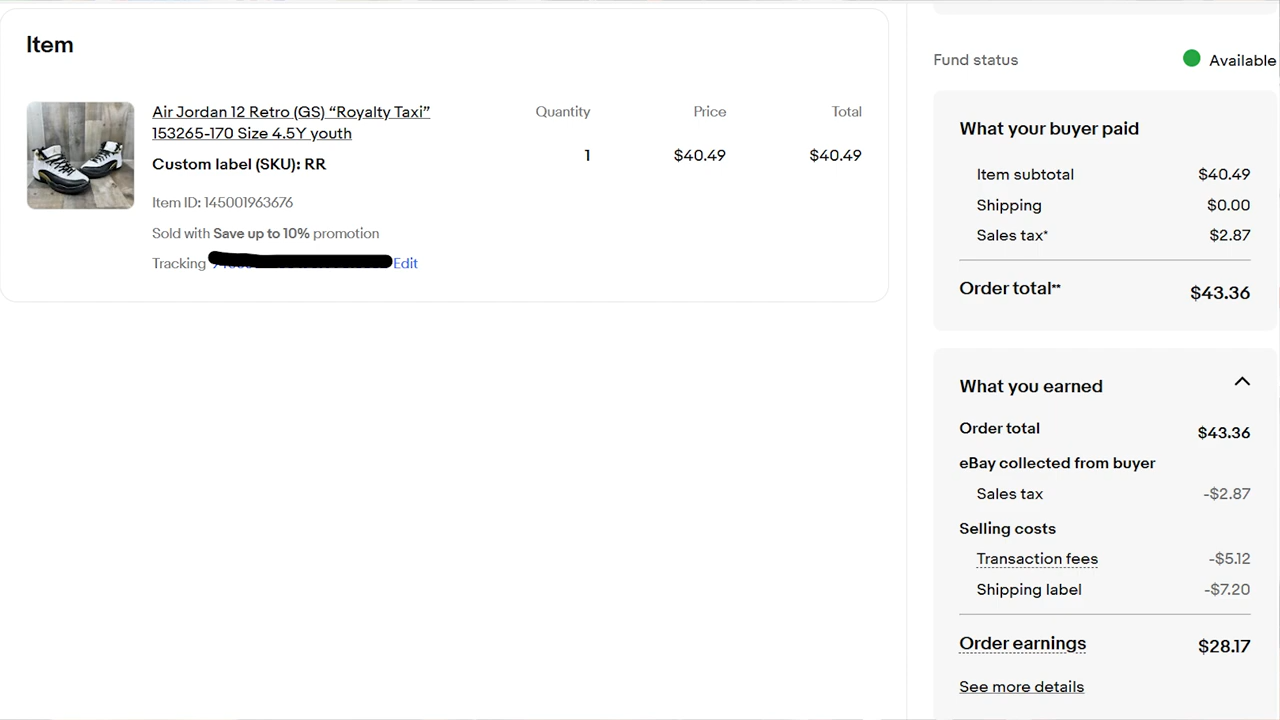 Item
Air Jordan 12 Retro (GS) “Royalty Taxi”
153265-170 Size 4.5Y youth
Custom label (SKU): RR
Item ID: 145001963676
Sold with Save up to 10% promotion
Tracking Edit
Quantity Price Total
1 $40.49 $40.49
Fund status Available
What your buyer paid
Item subtotal $40.49
Shipping $0.00
Sales tax* $2.87
Order total** $43.36
What you earned
Order total $43.36
eBay collected from buyer
Sales tax -$2.87
Selling costs
Transaction fees -$5.12
Shipping label -$7.20
Order earnings $28.17
See more details